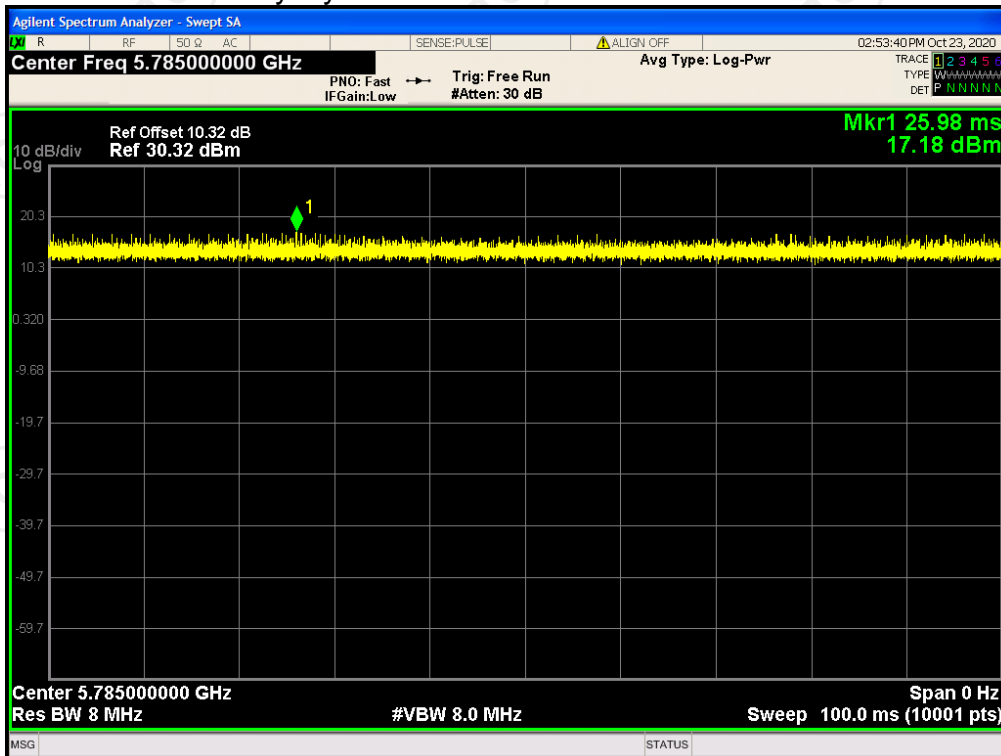 Agilent Spectrum Analyzer - Swept SA
LXI R RF 50 Ω AC SENSE:PULSE ALIGN OFF 02:53:40 PM Oct 23, 2020
Center Freq 5.785000000 GHz Avg Type: Log-Pwr TRACE 1 2 3 4 5 6
PNO: Fast Trig: Free Run TYPE WWWWWW
IFGain:Low #Atten: 30 dB DET P N N N N N
Mkr1 25.98 ms
Ref Offset 10.32 dB
10 dB/div Ref 30.32 dBm 17.18 dBm
Log
1
20.3
10.3
0.320
-9.68
-19.7
-29.7
-39.7
-49.7
-59.7
Center 5.785000000 GHz Span 0 Hz
Res BW 8 MHz #VBW 8.0 MHz Sweep 100.0 ms (10001 pts)
MSG STATUS